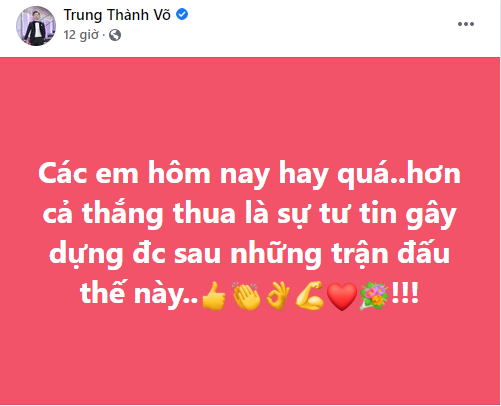 Trung Thành Võ
12 giờ ·
Các em hôm nay hay quá..hơn
cả thắng thua là sự tư tin gây
dựng đc sau những trận đấu
thế này..👍👏👌💪❤️💐!!!